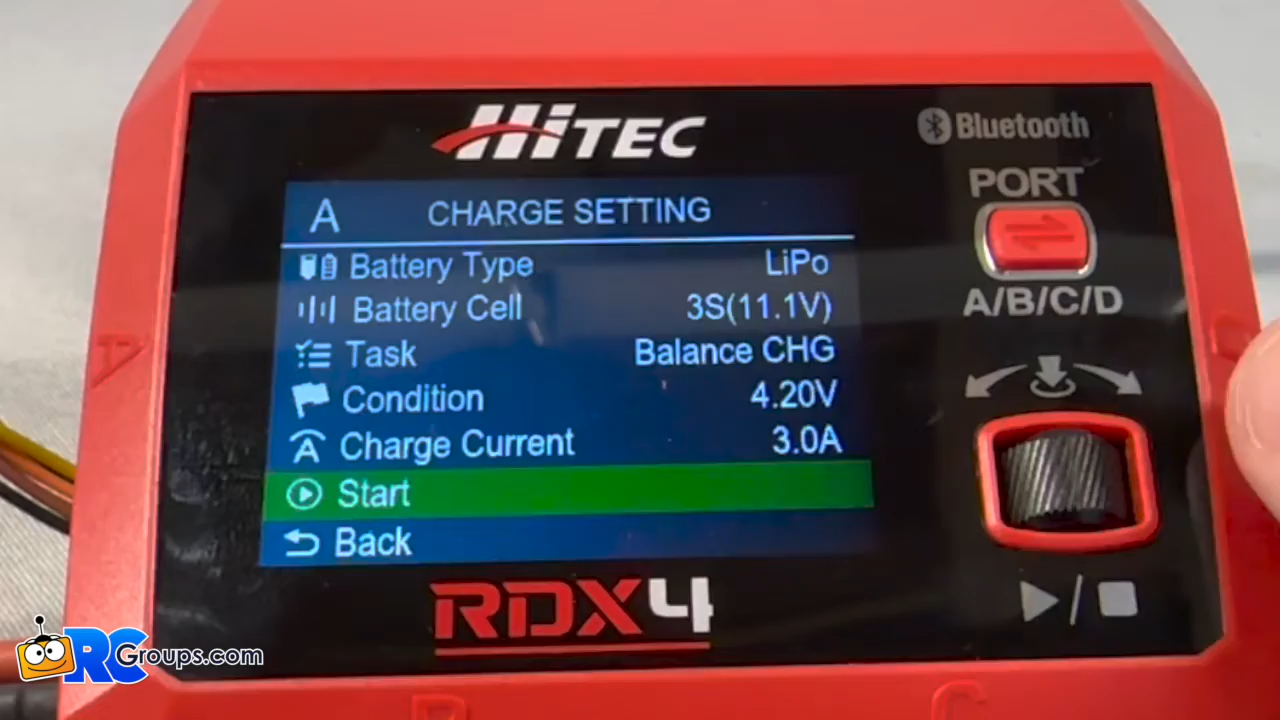 HiTEC
Bluetooth
PORT
A/B/C/D
A CHARGE SETTING
Battery Type LiPo
Battery Cell 3S(11.1V)
Task Balance CHG
Condition 4.20V
A Charge Current 3.0A
Start
Back
RDX4
A
B
C
RCGroups.com